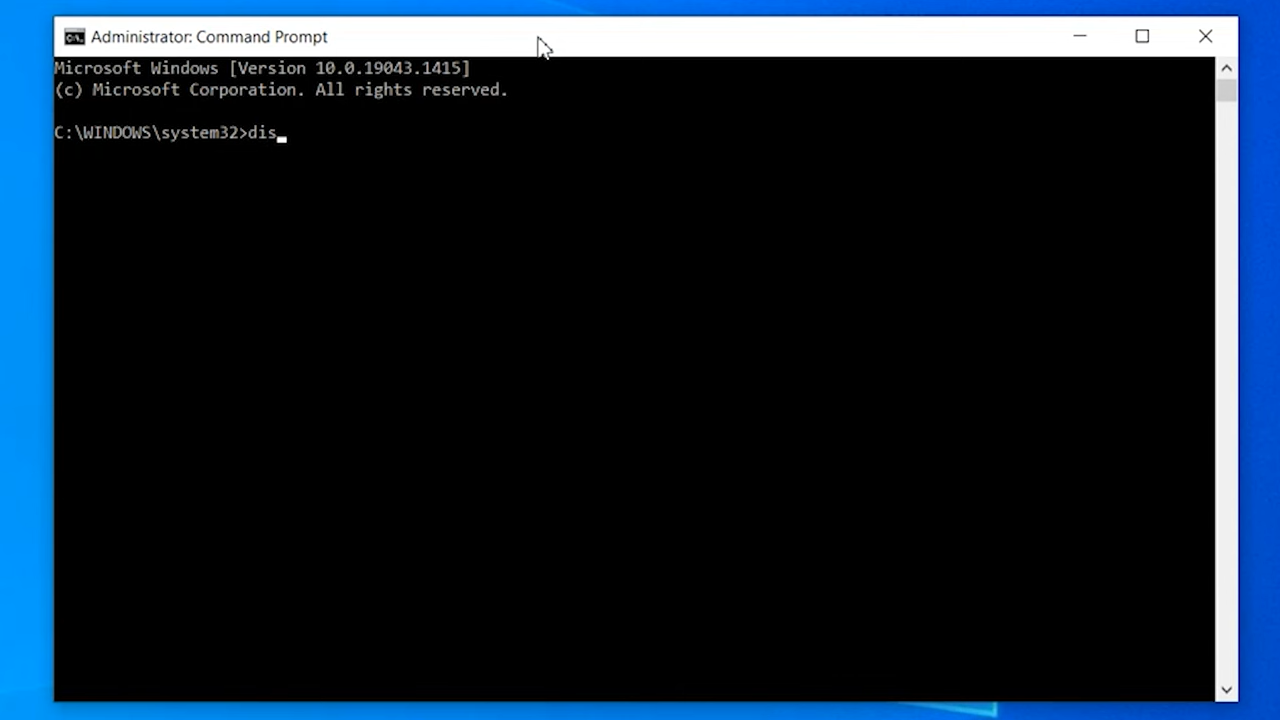 Administrator: Command Prompt
Microsoft Windows [Version 10.0.19043.1415]
(c) Microsoft Corporation. All rights reserved.
C:\WINDOWS\system32>dis